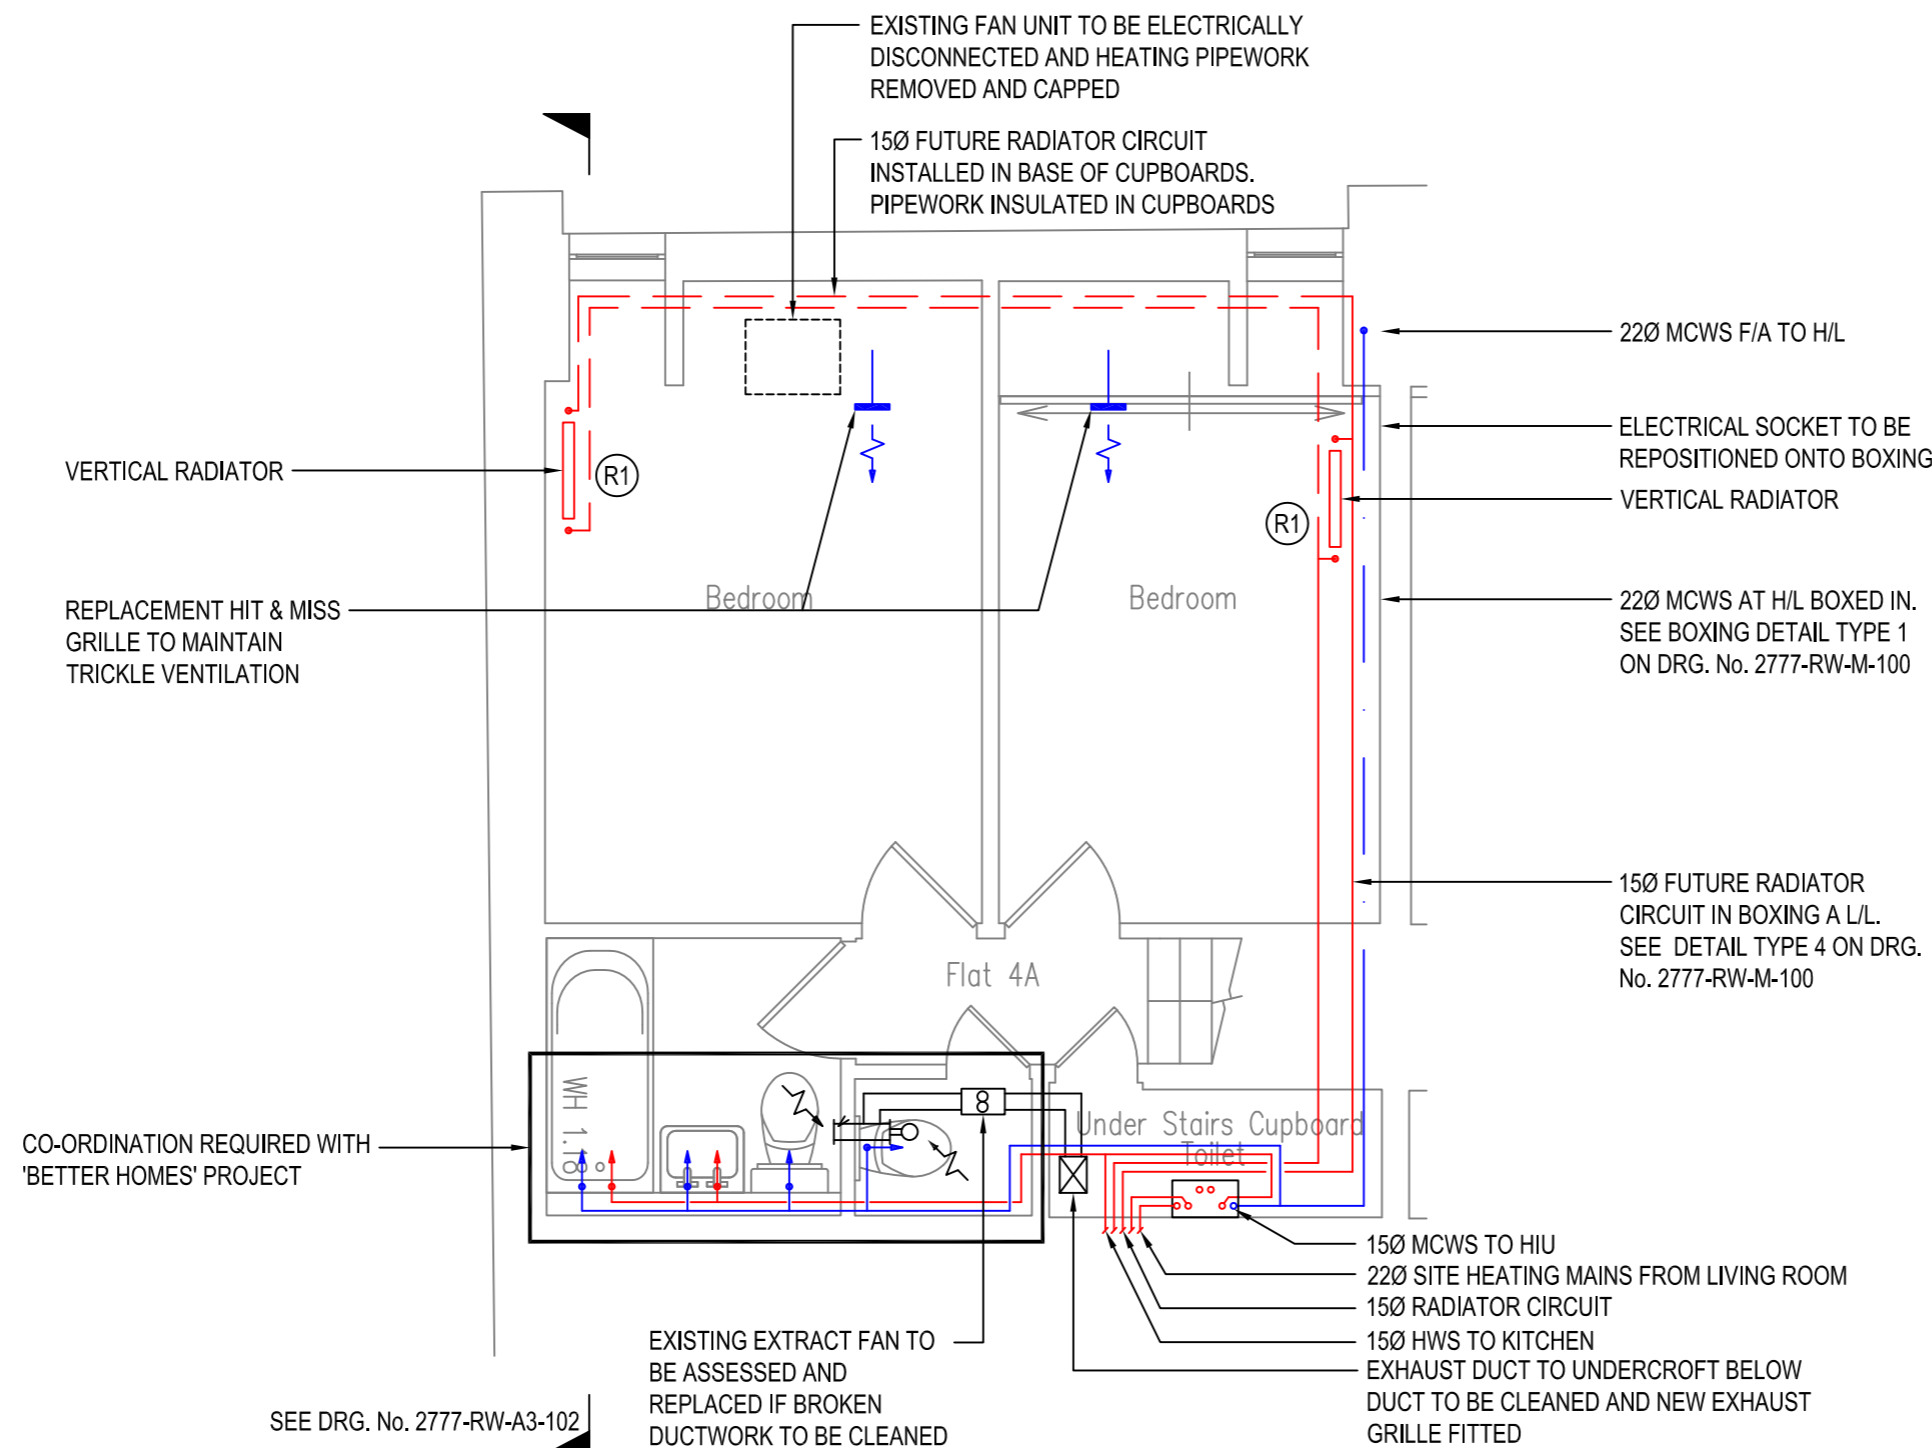 EXISTING FAN UNIT TO BE ELECTRICALLY
DISCONNECTED AND HEATING PIPEWORK
REMOVED AND CAPPED
15Ø FUTURE RADIATOR CIRCUIT
INSTALLED IN BASE OF CUPBOARDS.
PIPEWORK INSULATED IN CUPBOARDS
22Ø MCWS F/A TO H/L
ELECTRICAL SOCKET TO BE
REPOSITIONED ONTO BOXING
VERTICAL RADIATOR
R1
VERTICAL RADIATOR
R1
Bedroom
Bedroom
REPLACEMENT HIT & MISS
GRILLE TO MAINTAIN
TRICKLE VENTILATION
22Ø MCWS AT H/L BOXED IN.
SEE BOXING DETAIL TYPE 1
ON DRG. No. 2777-RW-M-100
15Ø FUTURE RADIATOR
CIRCUIT IN BOXING A L/L.
SEE DETAIL TYPE 4 ON DRG.
No. 2777-RW-M-100
Flat 4A
WH 1.18
8
Under Stairs Cupboard
Toilet
CO-ORDINATION REQUIRED WITH
'BETTER HOMES' PROJECT
15Ø MCWS TO HIU
22Ø SITE HEATING MAINS FROM LIVING ROOM
15Ø RADIATOR CIRCUIT
15Ø HWS TO KITCHEN
EXHAUST DUCT TO UNDERCROFT BELOW
DUCT TO BE CLEANED AND NEW EXHAUST
GRILLE FITTED
EXISTING EXTRACT FAN TO
BE ASSESSED AND
REPLACED IF BROKEN
DUCTWORK TO BE CLEANED
SEE DRG. No. 2777-RW-A3-102